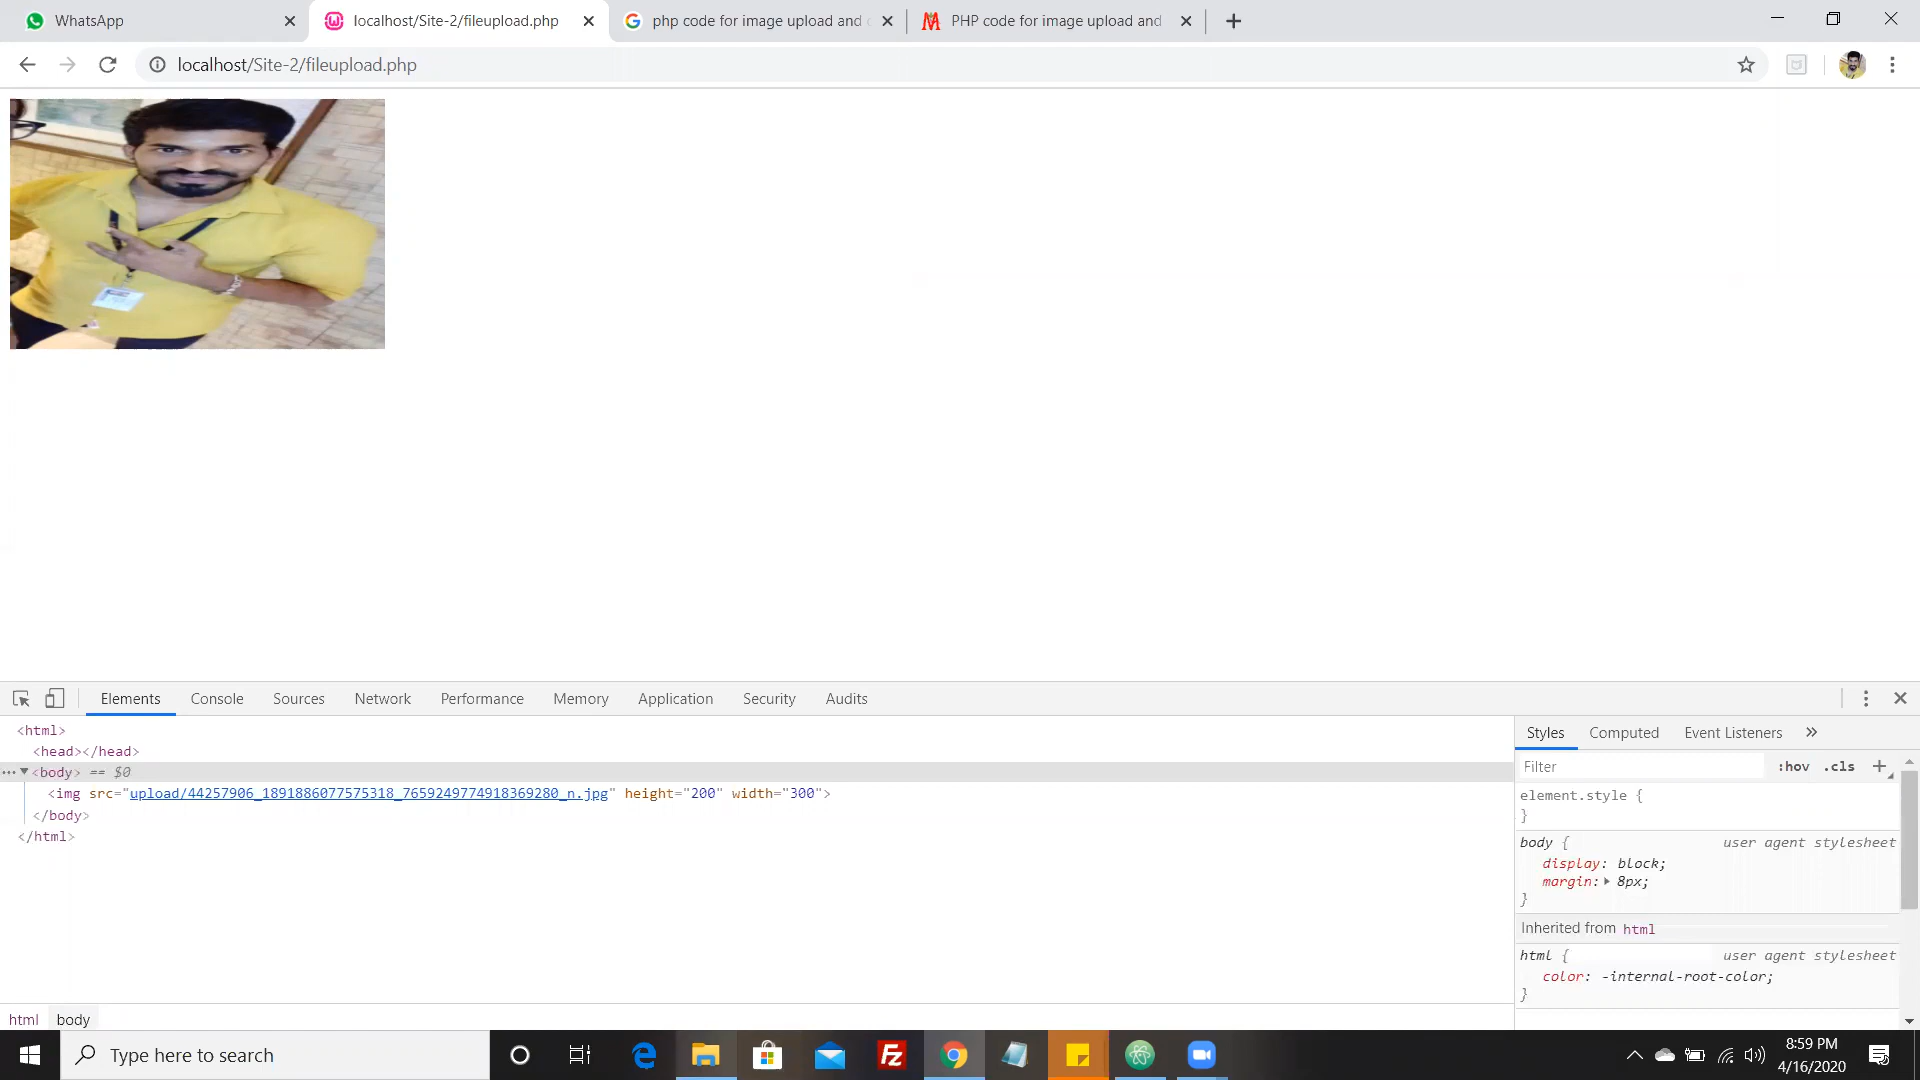 WhatsApp
localhost/Site-2/fileupload.php
php code for image upload and
PHP code for image upload and
localhost/Site-2/fileupload.php
Elements Console Sources Network Performance Memory Application Security Audits
<html>
<head></head>
<body> == $0
<img src="upload/44257906_1891886077575318_7659249774918369280_n.jpg" height="200" width="300">
</body>
</html>
html body
Styles Computed Event Listeners »
Filter :hov .cls +
element.style {
}
body { user agent stylesheet
display: block;
margin: 8px;
}
Inherited from html
html { user agent stylesheet
color: -internal-root-color;
}
Type here to search
8:59 PM
4/16/2020